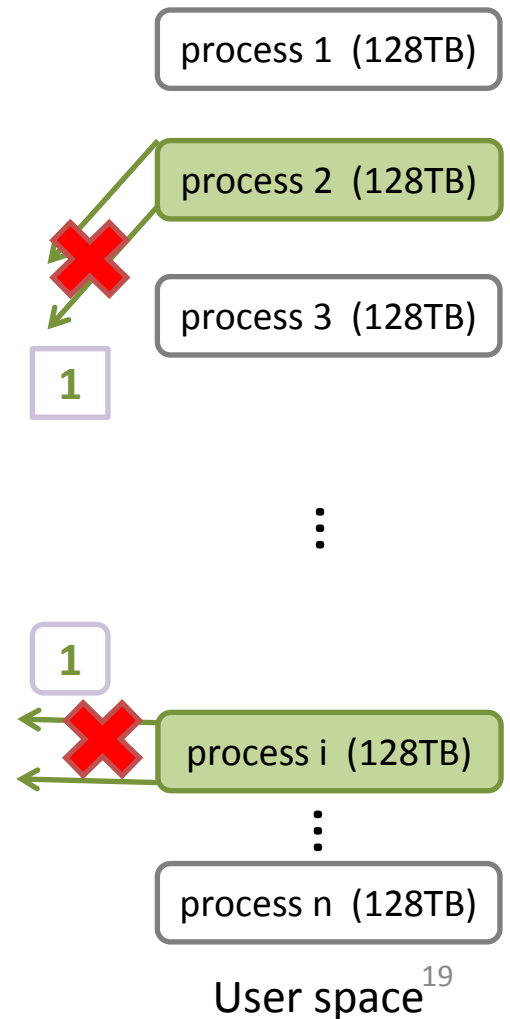 process 1 (128TB)
process 2 (128TB)
process 3 (128TB)
1
⋮
1
process i (128TB)
⋮
process n (128TB)
19
User space